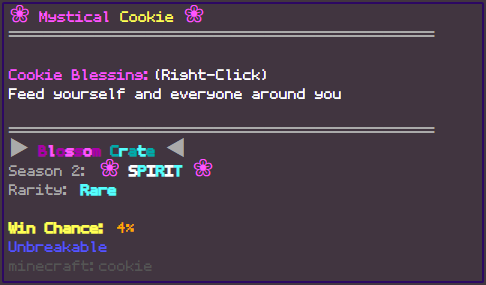 ❀ Mystical Cookie ❀
Cookie Blessing: (Right-Click)
Feed yourself and everyone around you
▶ Blossom Crate ◀
Season 2: ❀ SPIRIT ❀
Rarity: Rare
Win Chance: 4%
Unbreakable
minecraft:cookie